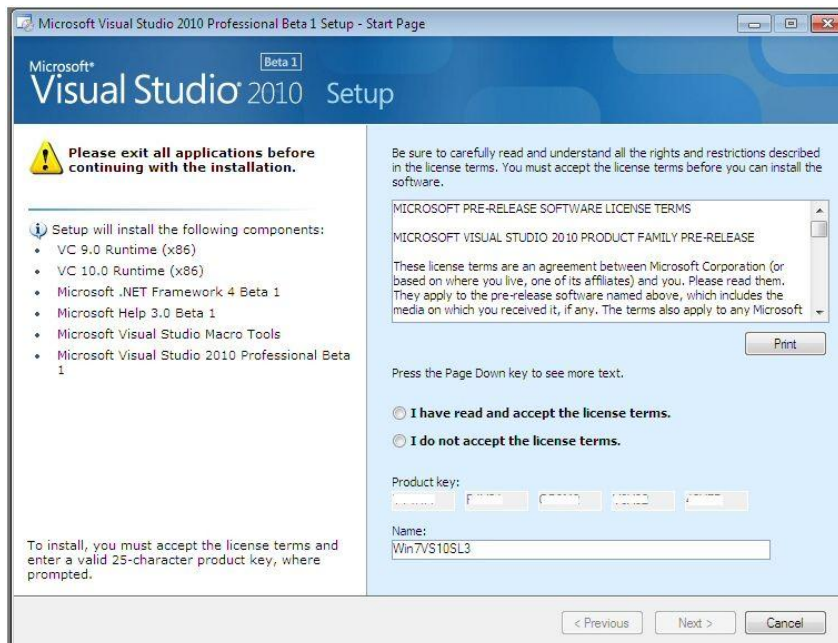 Microsoft Visual Studio 2010 Professional Beta 1 Setup - Start Page
Microsoft®
Visual Studio® 2010 Setup
Beta 1
Please exit all applications before
continuing with the installation.
Setup will install the following components:
• VC 9.0 Runtime (x86)
• VC 10.0 Runtime (x86)
• Microsoft .NET Framework 4 Beta 1
• Microsoft Help 3.0 Beta 1
• Microsoft Visual Studio Macro Tools
• Microsoft Visual Studio 2010 Professional Beta
1
To install, you must accept the license terms and
enter a valid 25-character product key, where
prompted.
Be sure to carefully read and understand all the rights and restrictions described
in the license terms. You must accept the license terms before you can install the
software.
MICROSOFT PRE-RELEASE SOFTWARE LICENSE TERMS
MICROSOFT VISUAL STUDIO 2010 PRODUCT FAMILY PRE-RELEASE
These license terms are an agreement between Microsoft Corporation (or
based on where you live, one of its affiliates) and you. Please read them.
They apply to the pre-release software named above, which includes the
media on which you received it, if any. The terms also apply to any Microsoft
Print
Press the Page Down key to see more text.
I have read and accept the license terms.
I do not accept the license terms.
Product key:
Name:
Win7VS10SL3
< Previous
Next >
Cancel